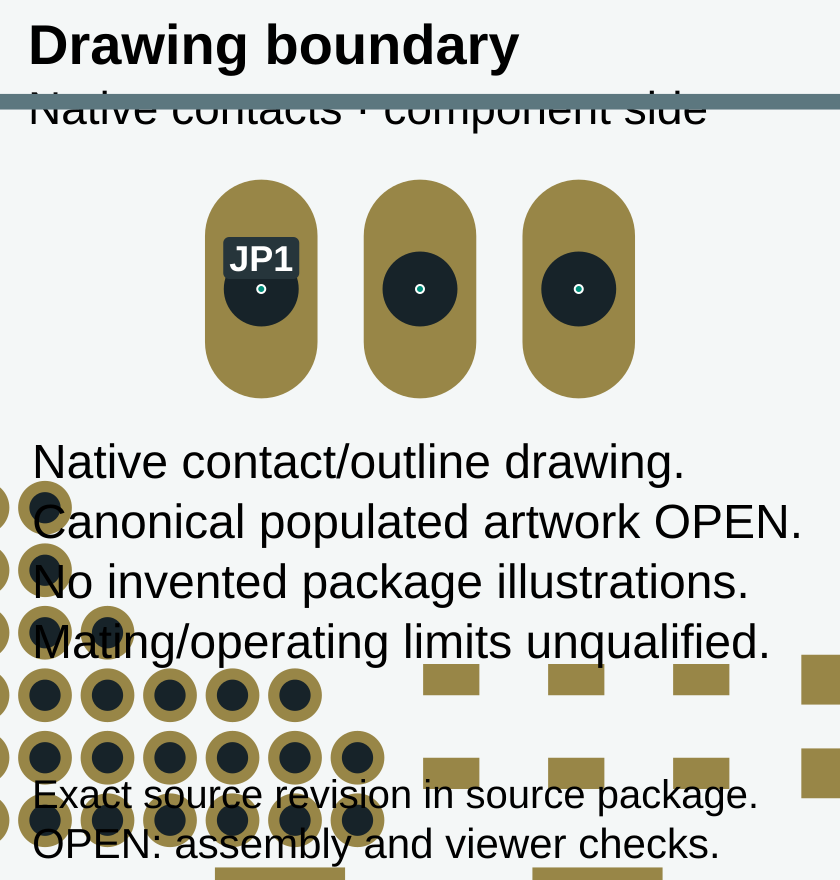 Drawing boundary
Native contacts · component side
JP1
Native contact/outline drawing.
Canonical populated artwork OPEN.
No invented package illustrations.
Mating/operating limits unqualified.
Exact source revision in source package.
OPEN: assembly and viewer checks.